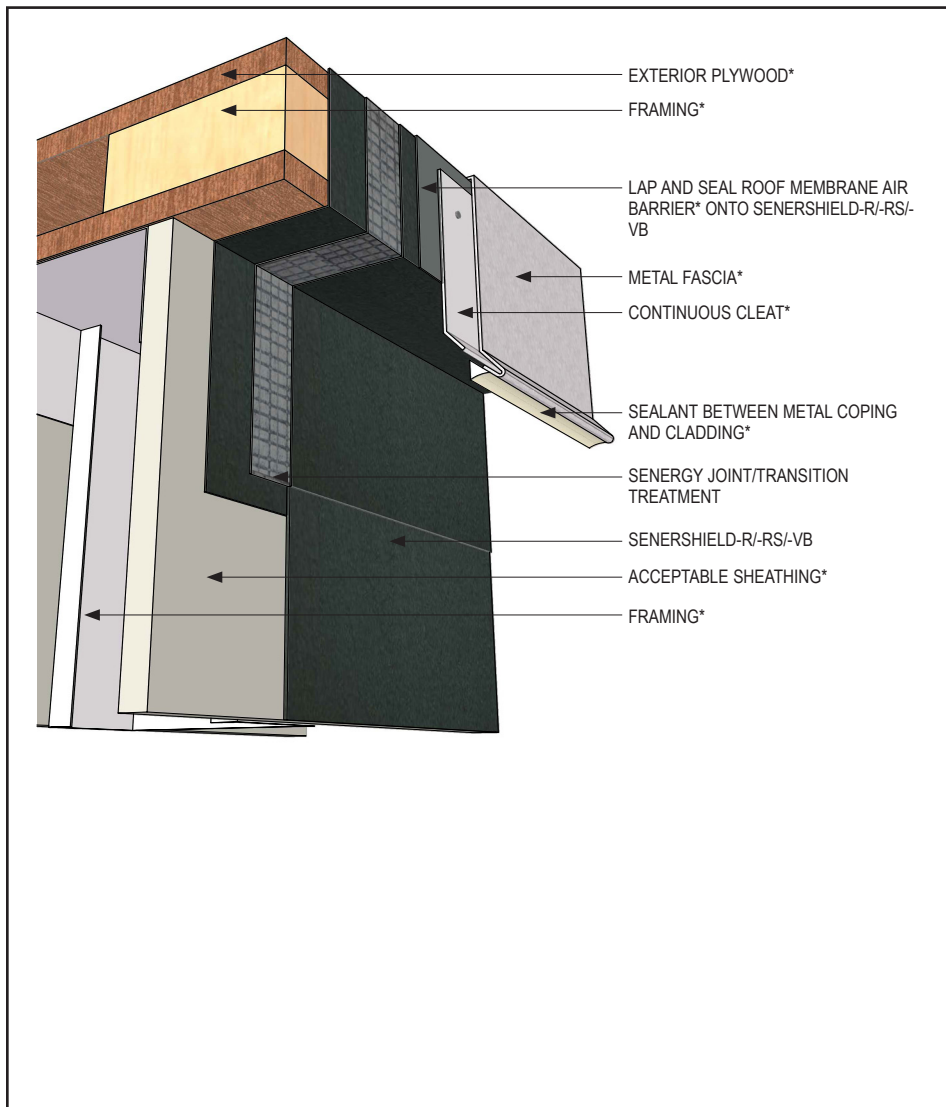 EXTERIOR PLYWOOD*
FRAMING*
LAP AND SEAL ROOF MEMBRANE AIR
BARRIER* ONTO SENERSHIELD-R/-RS/-
VB
METAL FASCIA*
CONTINUOUS CLEAT*
SEALANT BETWEEN METAL COPING
AND CLADDING*
SENERGY JOINT/TRANSITION
TREATMENT
SENERSHIELD-R/-RS/-VB
ACCEPTABLE SHEATHING*
FRAMING*